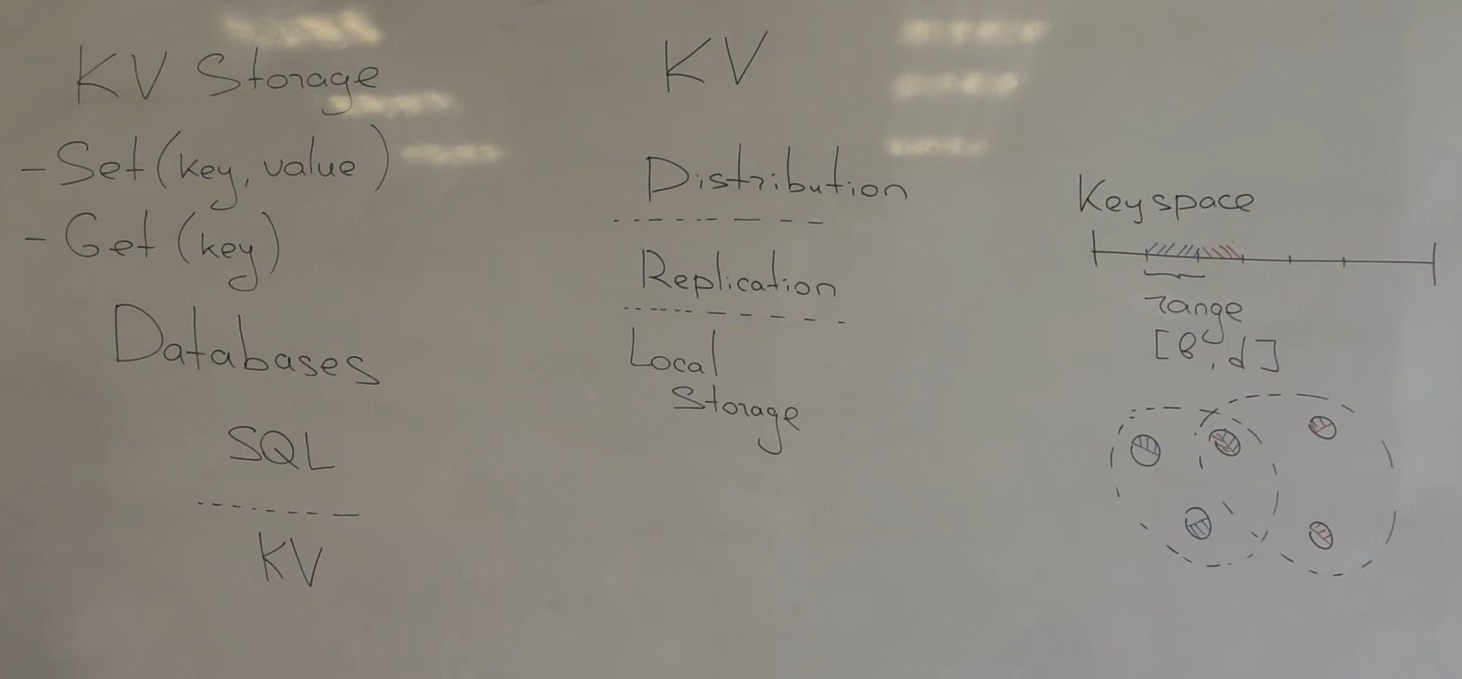 KV Storage
- Set (key, value)
- Get (key)
Databases
SQL
KV
KV
Distribution
Replication
Local
Storage
Keyspace
range
[b, d]